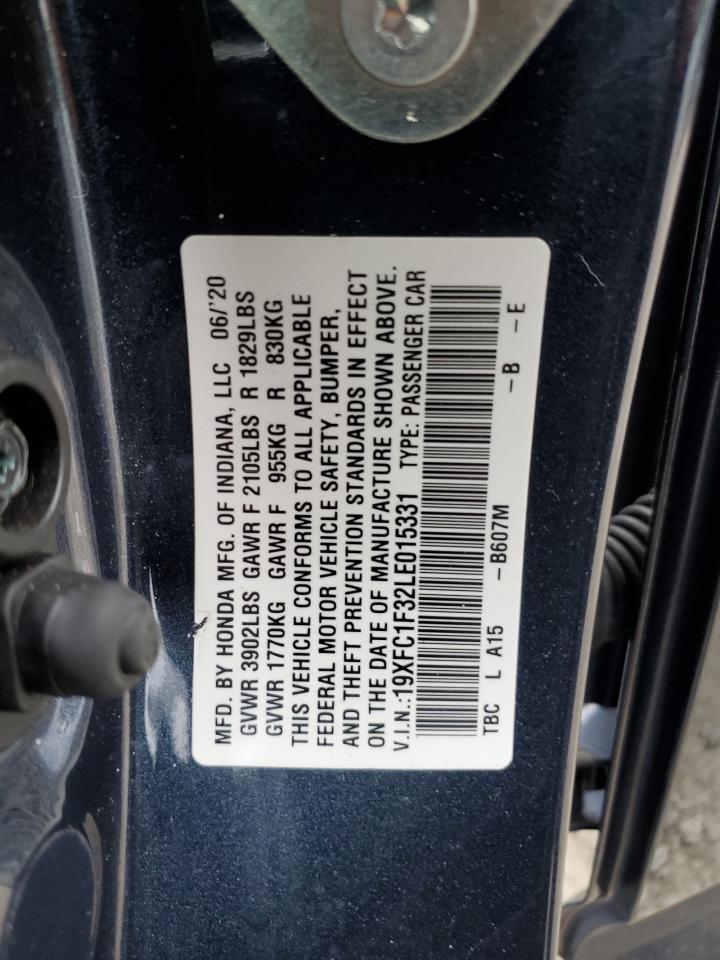 MFD. BY HONDA MFG. OF INDIANA, LLC 06/'20
GVWR 3902LBS GAWR F 2105LBS R 1829LBS
GVWR 1770KG GAWR F 955KG R 830KG
THIS VEHICLE CONFORMS TO ALL APPLICABLE
FEDERAL MOTOR VEHICLE SAFETY, BUMPER,
AND THEFT PREVENTION STANDARDS IN EFFECT
ON THE DATE OF MANUFACTURE SHOWN ABOVE.
V.I.N.:19XFC1F32LE015331 TYPE: PASSENGER CAR
TBC L A15 -B607M -B -E